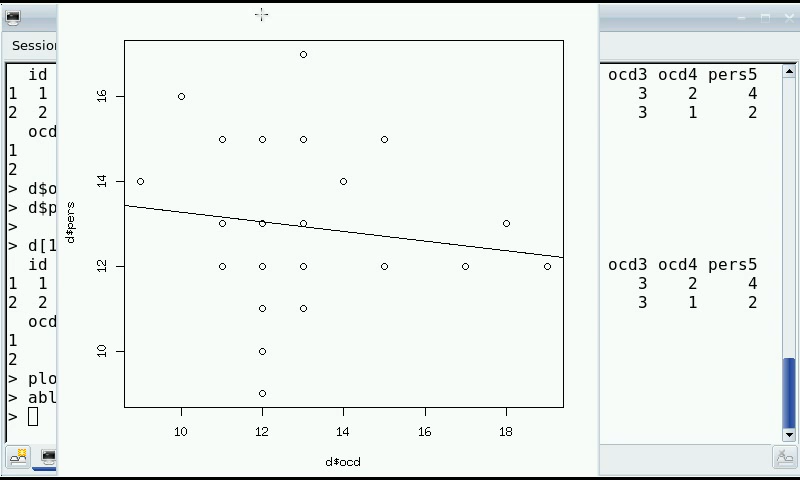 Session
id ocd3 ocd4 pers5
1 1 3 2 4
2 2 3 1 2
ocd
1
2
> d$o
> d$p
>
> d[1
id ocd3 ocd4 pers5
1 1 3 2 4
2 2 3 1 2
ocd
1
2
> plo
> abl
>
16
14
12
10
d$pers
10 12 14 16 18
d$ocd